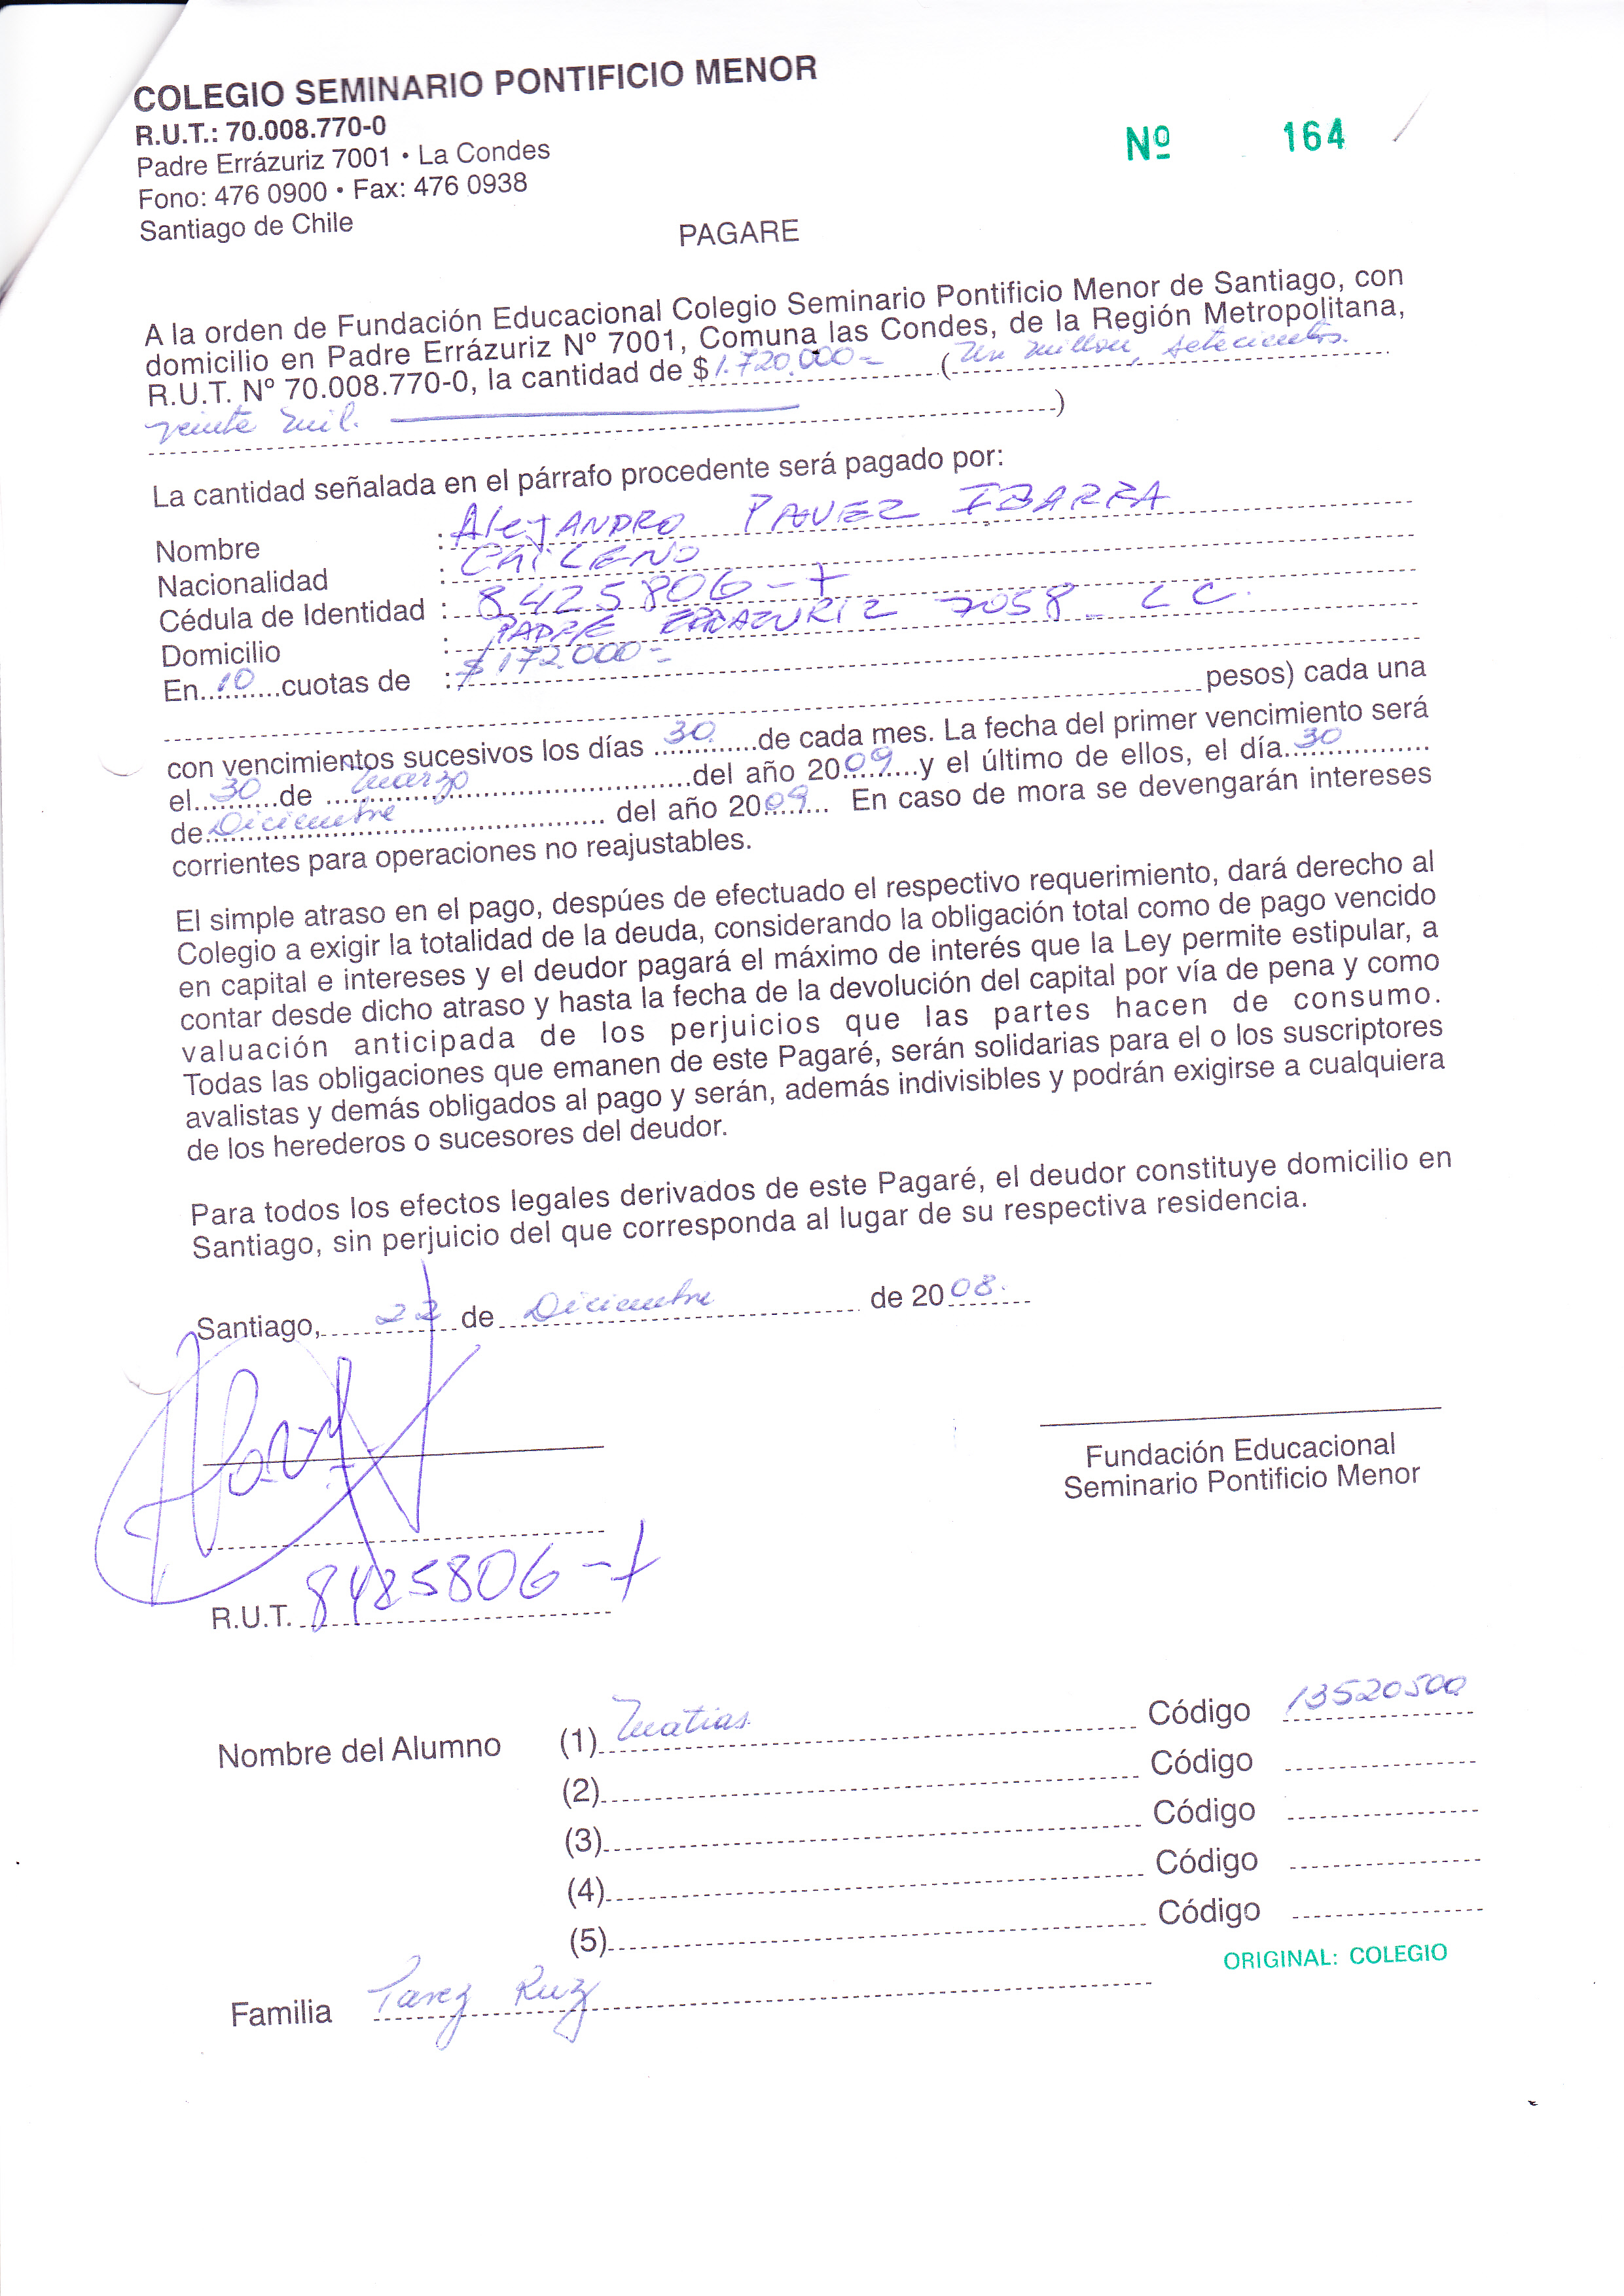 COLEGIO SEMINARIO PONTIFICIO MENOR
R.U.T.: 70.008.770-0
Padre Errázuriz 7001 • La Condes
Fono: 476 0900 • Fax: 476 0938
Santiago de Chile
Nº 164
PAGARE
A la orden de Fundación Educacional Colegio Seminario Pontificio Menor de Santiago, con
domicilio en Padre Errázuriz Nº 7001, Comuna las Condes, de la Región Metropolitana,
R.U.T. Nº 70.008.770-0, la cantidad de $ 1.720.000= (Un millon, setecientos.
veinte mil. )
La cantidad señalada en el párrafo procedente será pagado por:
Nombre : AlejANDRO PAVEZ IBARRA
Nacionalidad : CHILENO
Cédula de Identidad : 8425806-7
Domicilio : PADRE ERRAZURIZ 7058 - LC.
En 10 cuotas de : $172.000=
pesos) cada una
con vencimientos sucesivos los días 30. de cada mes. La fecha del primer vencimiento será
el 30 de Marzo del año 2009 y el último de ellos, el día 30
de Diciembre del año 2009 En caso de mora se devengarán intereses
corrientes para operaciones no reajustables.
El simple atraso en el pago, despúes de efectuado el respectivo requerimiento, dará derecho al
Colegio a exigir la totalidad de la deuda, considerando la obligación total como de pago vencido
en capital e intereses y el deudor pagará el máximo de interés que la Ley permite estipular, a
contar desde dicho atraso y hasta la fecha de la devolución del capital por vía de pena y como
valuación anticipada de los perjuicios que las partes hacen de consumo.
Todas las obligaciones que emanen de este Pagaré, serán solidarias para el o los suscriptores
avalistas y demás obligados al pago y serán, además indivisibles y podrán exigirse a cualquiera
de los herederos o sucesores del deudor.
Para todos los efectos legales derivados de este Pagaré, el deudor constituye domicilio en
Santiago, sin perjuicio del que corresponda al lugar de su respectiva residencia.
Santiago, 22 de Diciembre de 2008.
Fundación Educacional
Seminario Pontificio Menor
R.U.T. 8425806-7
Nombre del Alumno (1) Matias Código 13520500
(2) Código
(3) Código
(4) Código
(5) Código
ORIGINAL: COLEGIO
Familia Pavez Ruz